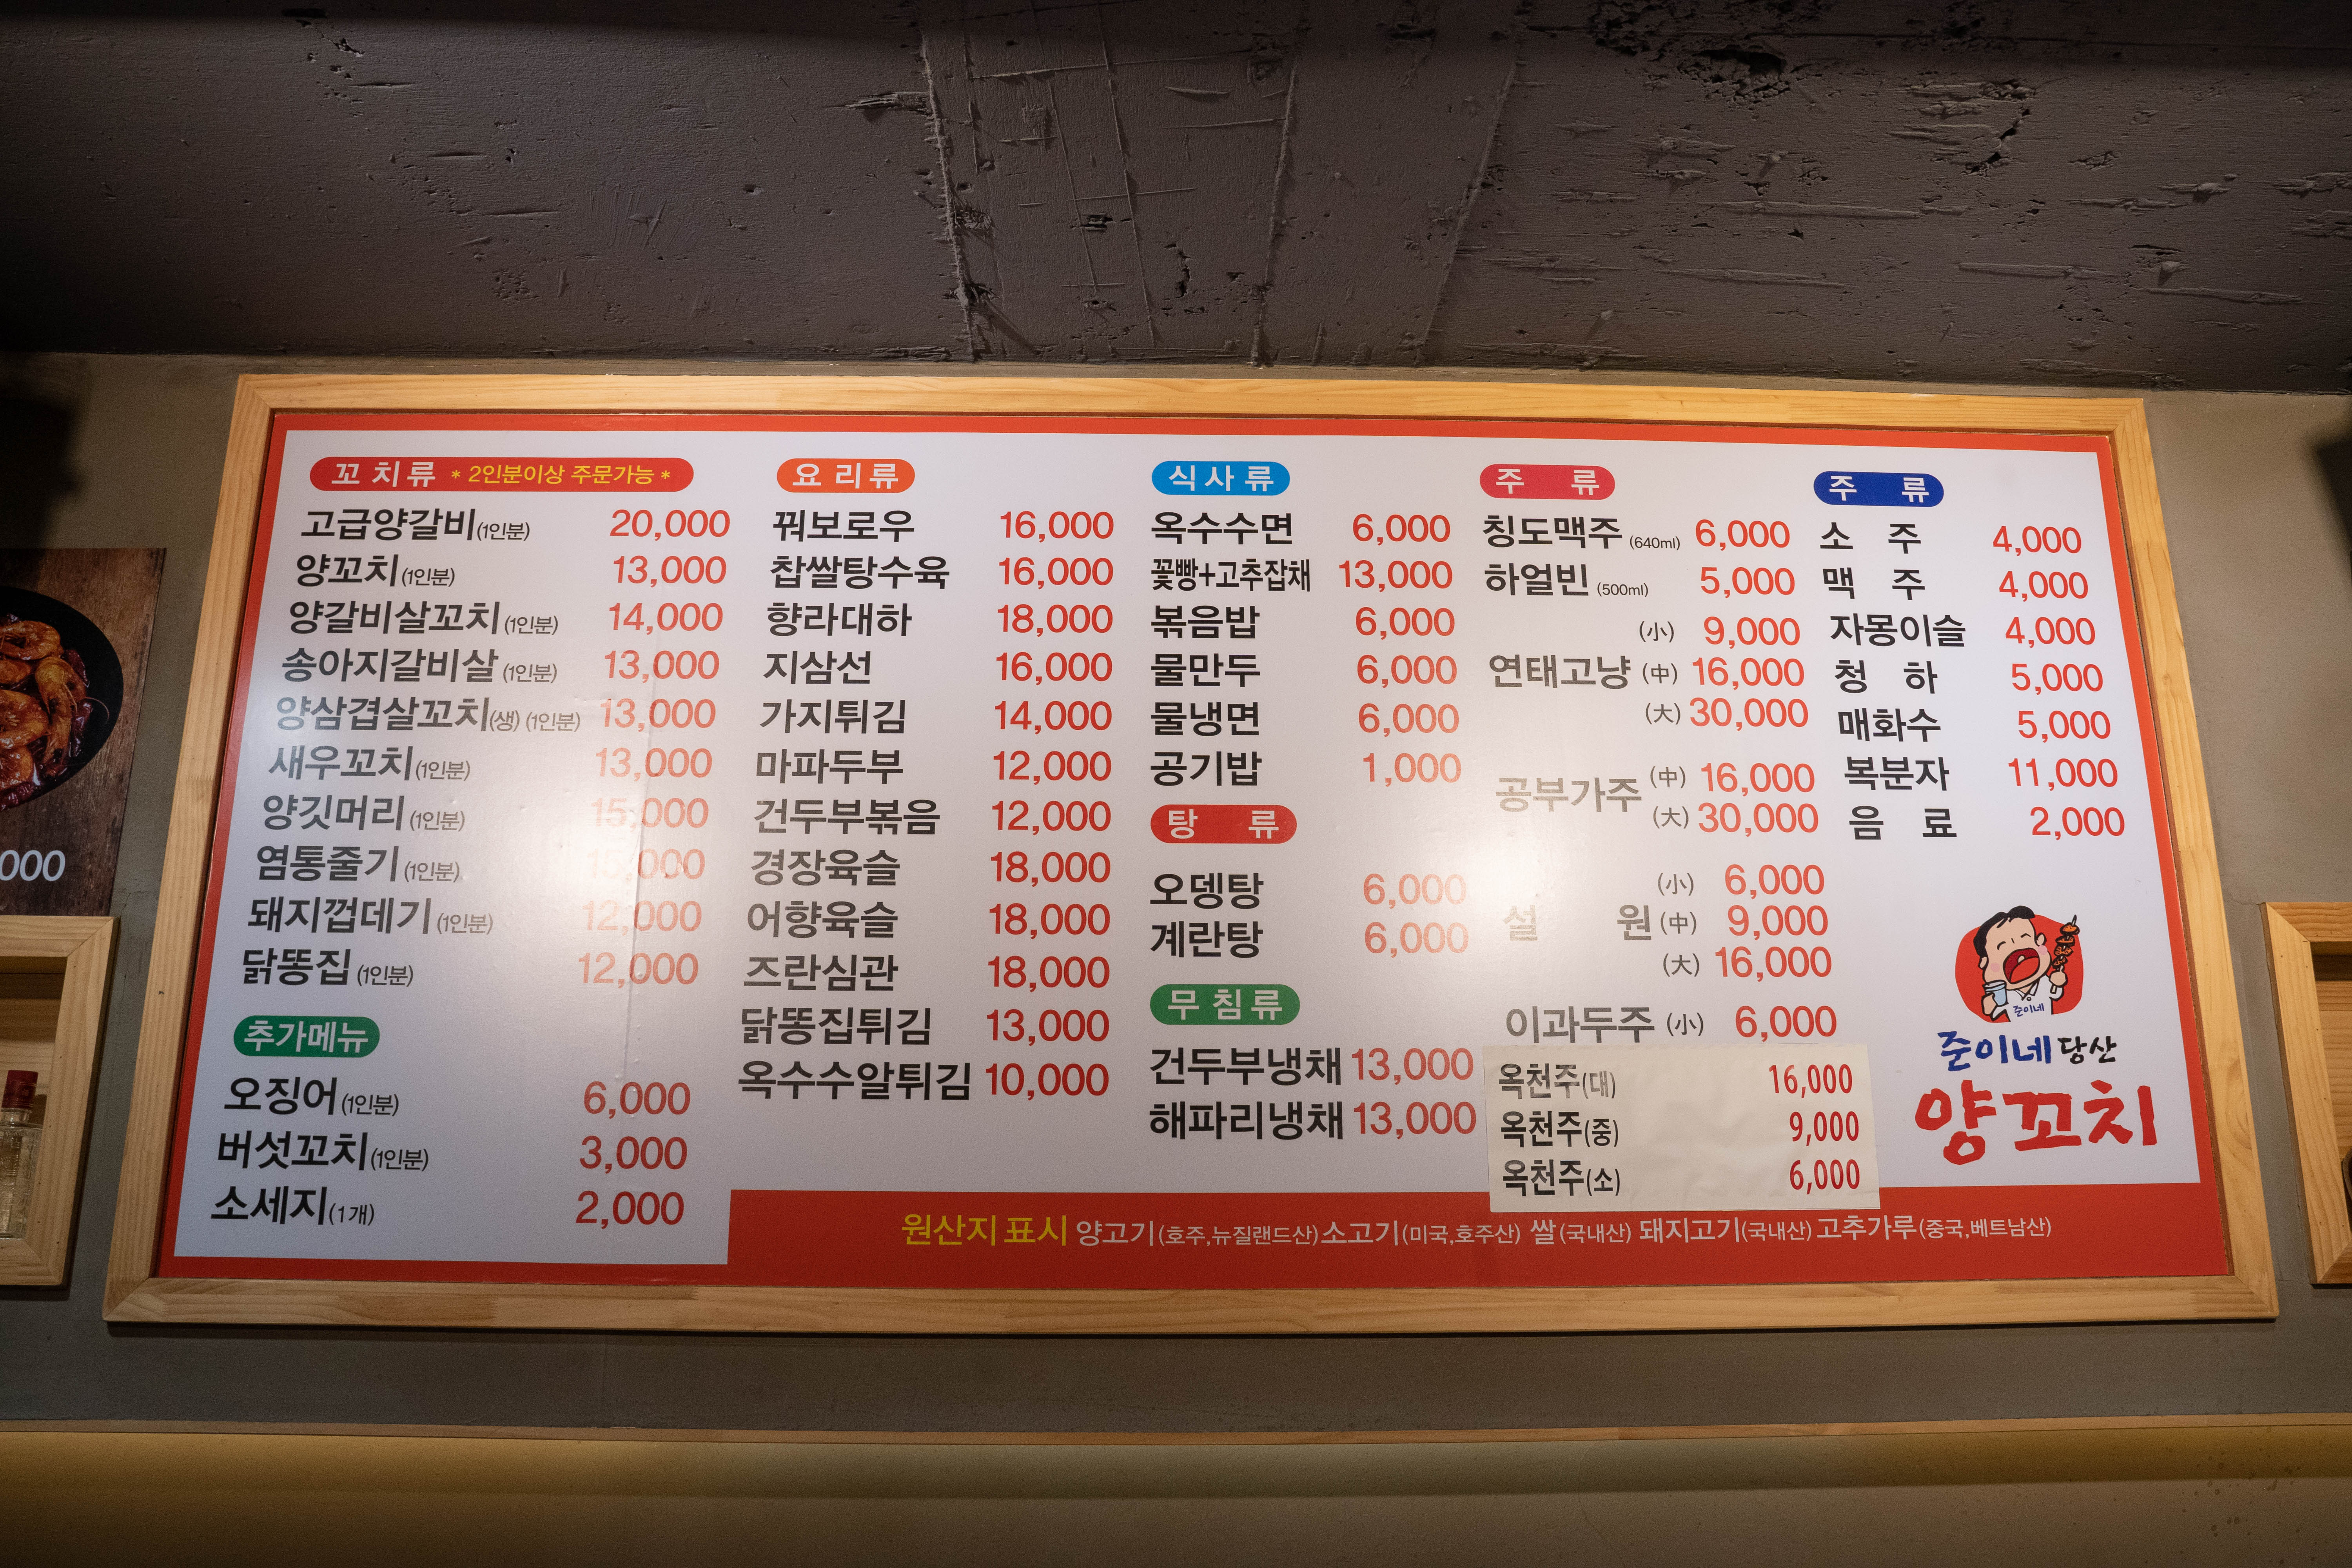 꼬 치 류 * 2인분이상 주문가능 *
고급양갈비(1인분) 20,000
양꼬치(1인분) 13,000
양갈비살꼬치(1인분) 14,000
송아지갈비살(1인분) 13,000
양삼겹살꼬치(생)(1인분) 13,000
새우꼬치(1인분) 13,000
양깃머리(1인분) 15,000
염통줄기(1인분) 15,000
돼지껍데기(1인분) 12,000
닭똥집(1인분) 12,000
추가메뉴
오징어(1인분) 6,000
버섯꼬치(1인분) 3,000
소세지(1개) 2,000
요 리 류
꿔보로우 16,000
찹쌀탕수육 16,000
향라대하 18,000
지삼선 16,000
가지튀김 14,000
마파두부 12,000
건두부볶음 12,000
경장육슬 18,000
어향육슬 18,000
즈란심관 18,000
닭똥집튀김 13,000
옥수수알튀김 10,000
식 사 류
옥수수면 6,000
꽃빵+고추잡채 13,000
볶음밥 6,000
물만두 6,000
물냉면 6,000
공기밥 1,000
탕 류
오뎅탕 6,000
계란탕 6,000
무 침 류
건두부냉채 13,000
해파리냉채 13,000
주 류
칭도맥주 (640ml) 6,000
하얼빈 (500ml) 5,000
(小) 9,000
연태고냥 (中) 16,000
(大) 30,000
공부가주 (中) 16,000
(大) 30,000
(小) 6,000
설 원 (中) 9,000
(大) 16,000
이과두주 (小) 6,000
옥천주(대) 16,000
옥천주(중) 9,000
옥천주(소) 6,000
주 류
소 주 4,000
맥 주 4,000
자몽이슬 4,000
청 하 5,000
매화수 5,000
복분자 11,000
음 료 2,000
준이네
준이네 당산
양꼬치
원산지 표시 양고기(호주,뉴질랜드산) 소고기(미국,호주산) 쌀(국내산) 돼지고기(국내산) 고추가루(중국,베트남산)
000